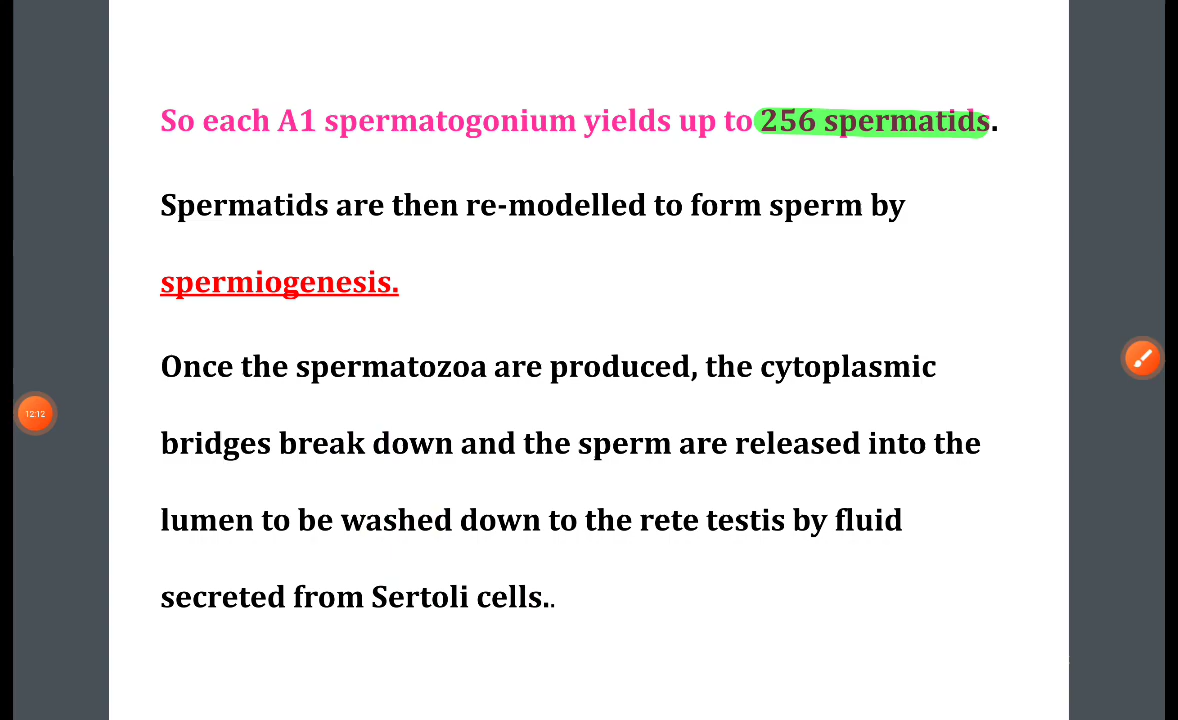 So each A1 spermatogonium yields up to 256 spermatids.
Spermatids are then re-modelled to form sperm by
spermiogenesis.
Once the spermatozoa are produced, the cytoplasmic
bridges break down and the sperm are released into the
lumen to be washed down to the rete testis by fluid
secreted from Sertoli cells..
12:12